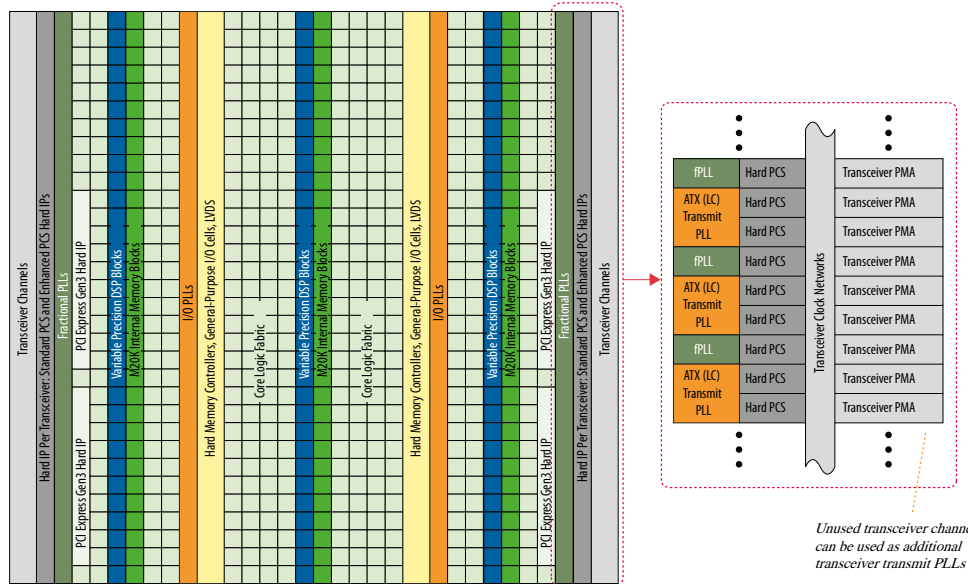 Transceiver Channels
Hard IP Per Transceiver: Standard PCS and Enhanced PCS Hard IPs
Fractional PLLs
PCI Express Gen3 Hard IP
PCI Express Gen3 Hard IP
Variable Precision DSP Blocks
M20K Internal Memory Blocks
I/O PLLs
Hard Memory Controllers, General-Purpose I/O Cells, LVDS
Core Logic Fabric
Variable Precision DSP Blocks
M20K Internal Memory Blocks
Core Logic Fabric
Hard Memory Controllers, General-Purpose I/O Cells, LVDS
I/O PLLs
Variable Precision DSP Blocks
M20K Internal Memory Blocks
PCI Express Gen3 Hard IP
PCI Express Gen3 Hard IP
Fractional PLLs
Hard IP Per Transceiver: Standard PCS and Enhanced PCS Hard IPs
Transceiver Channels
fPLL
ATX (LC)
Transmit
PLL
fPLL
ATX (LC)
Transmit
PLL
fPLL
ATX (LC)
Transmit
PLL
Hard PCS
Hard PCS
Hard PCS
Hard PCS
Hard PCS
Hard PCS
Hard PCS
Hard PCS
Hard PCS
Transceiver Clock Networks
Transceiver PMA
Transceiver PMA
Transceiver PMA
Transceiver PMA
Transceiver PMA
Transceiver PMA
Transceiver PMA
Transceiver PMA
Transceiver PMA
Unused transceiver
can be used as additional
transceiver transmit PLLs